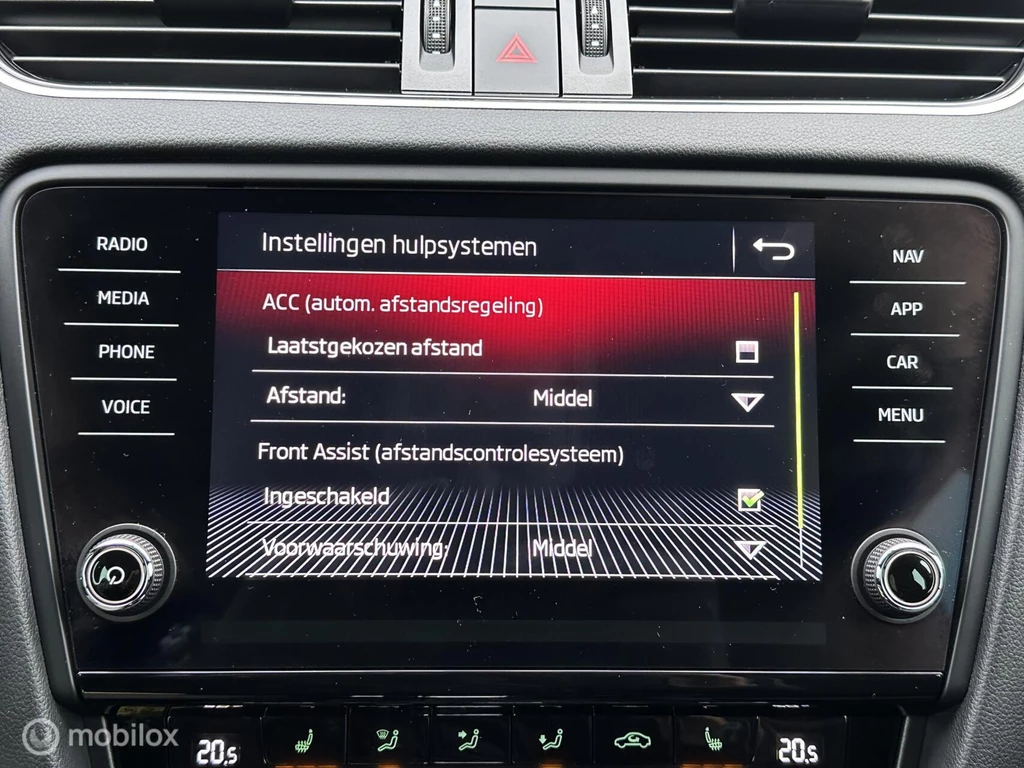 Instellingen hulpsystemen
RADIO
MEDIA
PHONE
VOICE
ACC (autom. afstandsregeling)
Laatstgekozen afstand
Afstand: Middel
Front Assist (afstandscontrolesysteem)
Ingeschakeld
Voorwaarschuwing: Middel
NAV
APP
CAR
MENU
20.5
20.5
mobilox